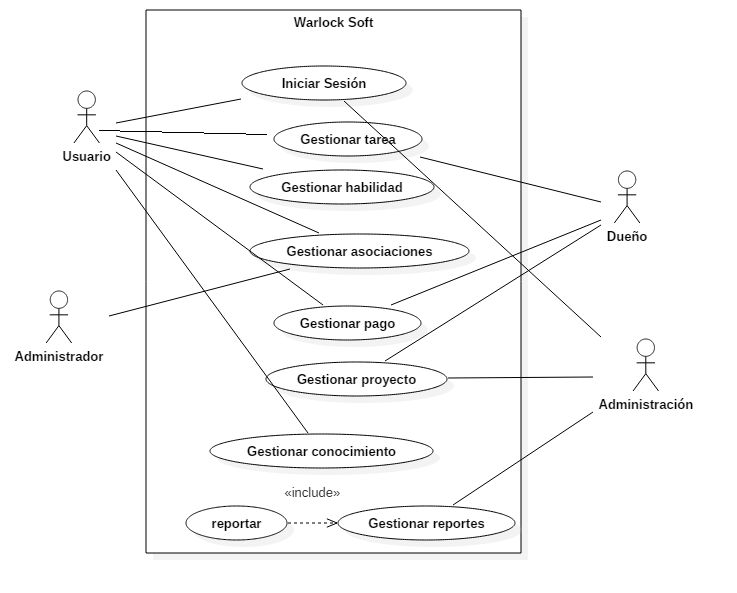 Warlock Soft
Iniciar Sesión
Gestionar tarea
Usuario
Gestionar habilidad
Dueño
Gestionar asociaciones
Gestionar pago
Administrador
Gestionar proyecto
Administración
Gestionar conocimiento
«include»
reportar
Gestionar reportes